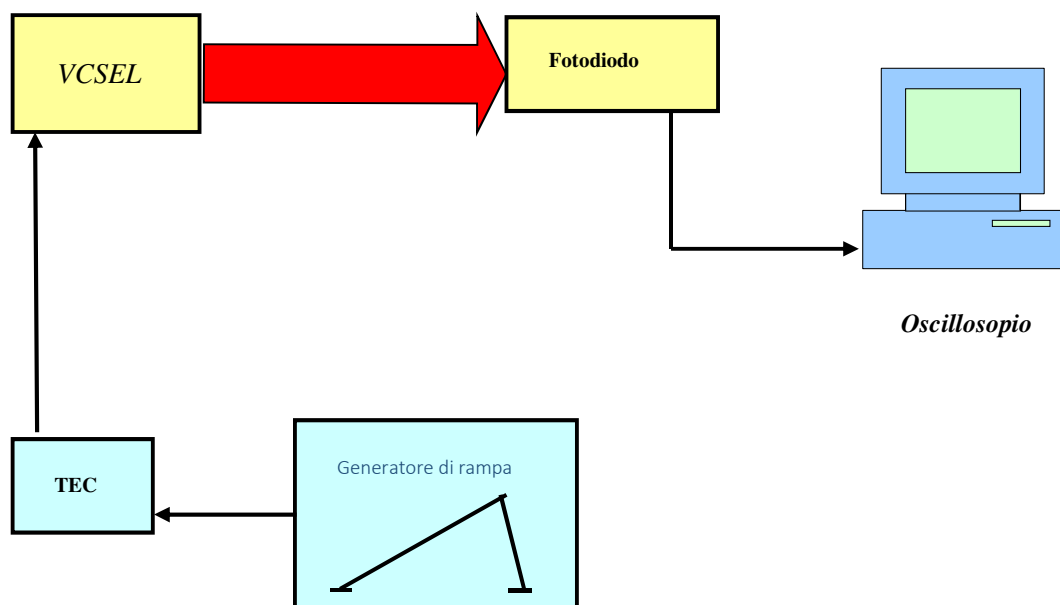 VCSEL
Fotodiodo
Oscillosopio
TEC
Generatore di rampa